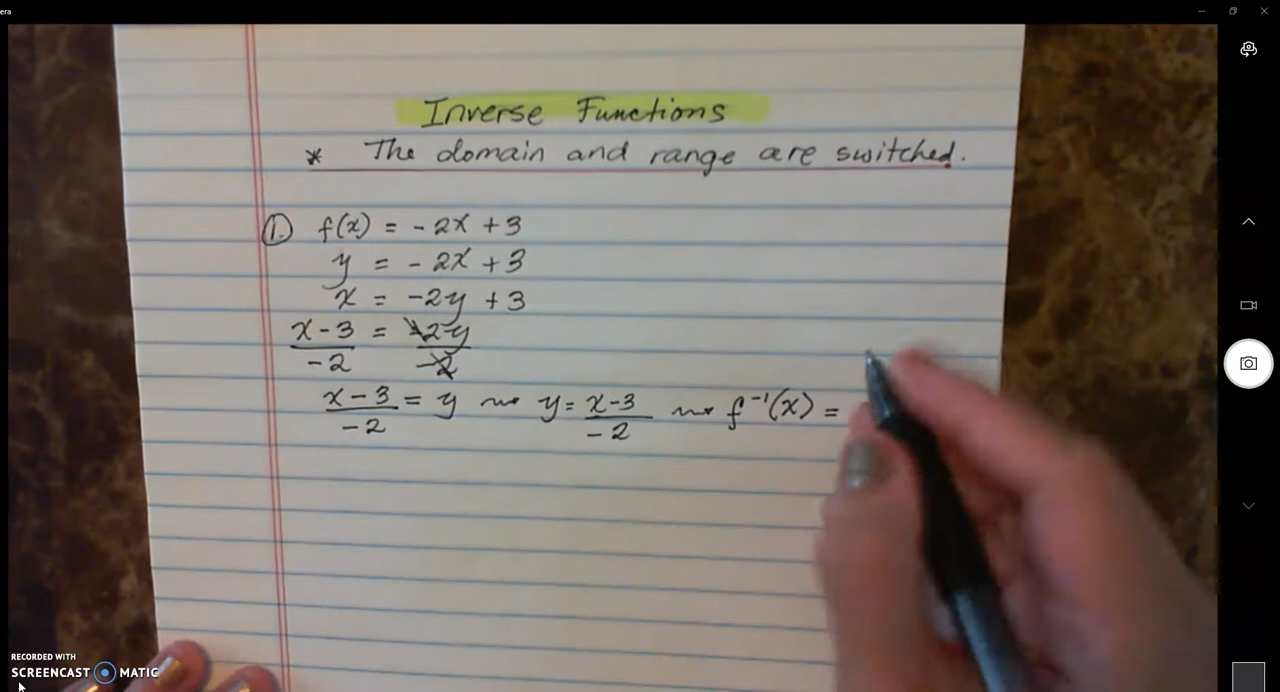 era
Inverse Functions
* The domain and range are switched.
1. f(x) = -2x + 3
y = -2x + 3
x = -2y + 3
x - 3 / -2 = -2y / -2
x - 3 / -2 = y ⇝ y = x-3 / -2 ⇝ f⁻¹(x) =
RECORDED WITH
SCREENCAST MATIC